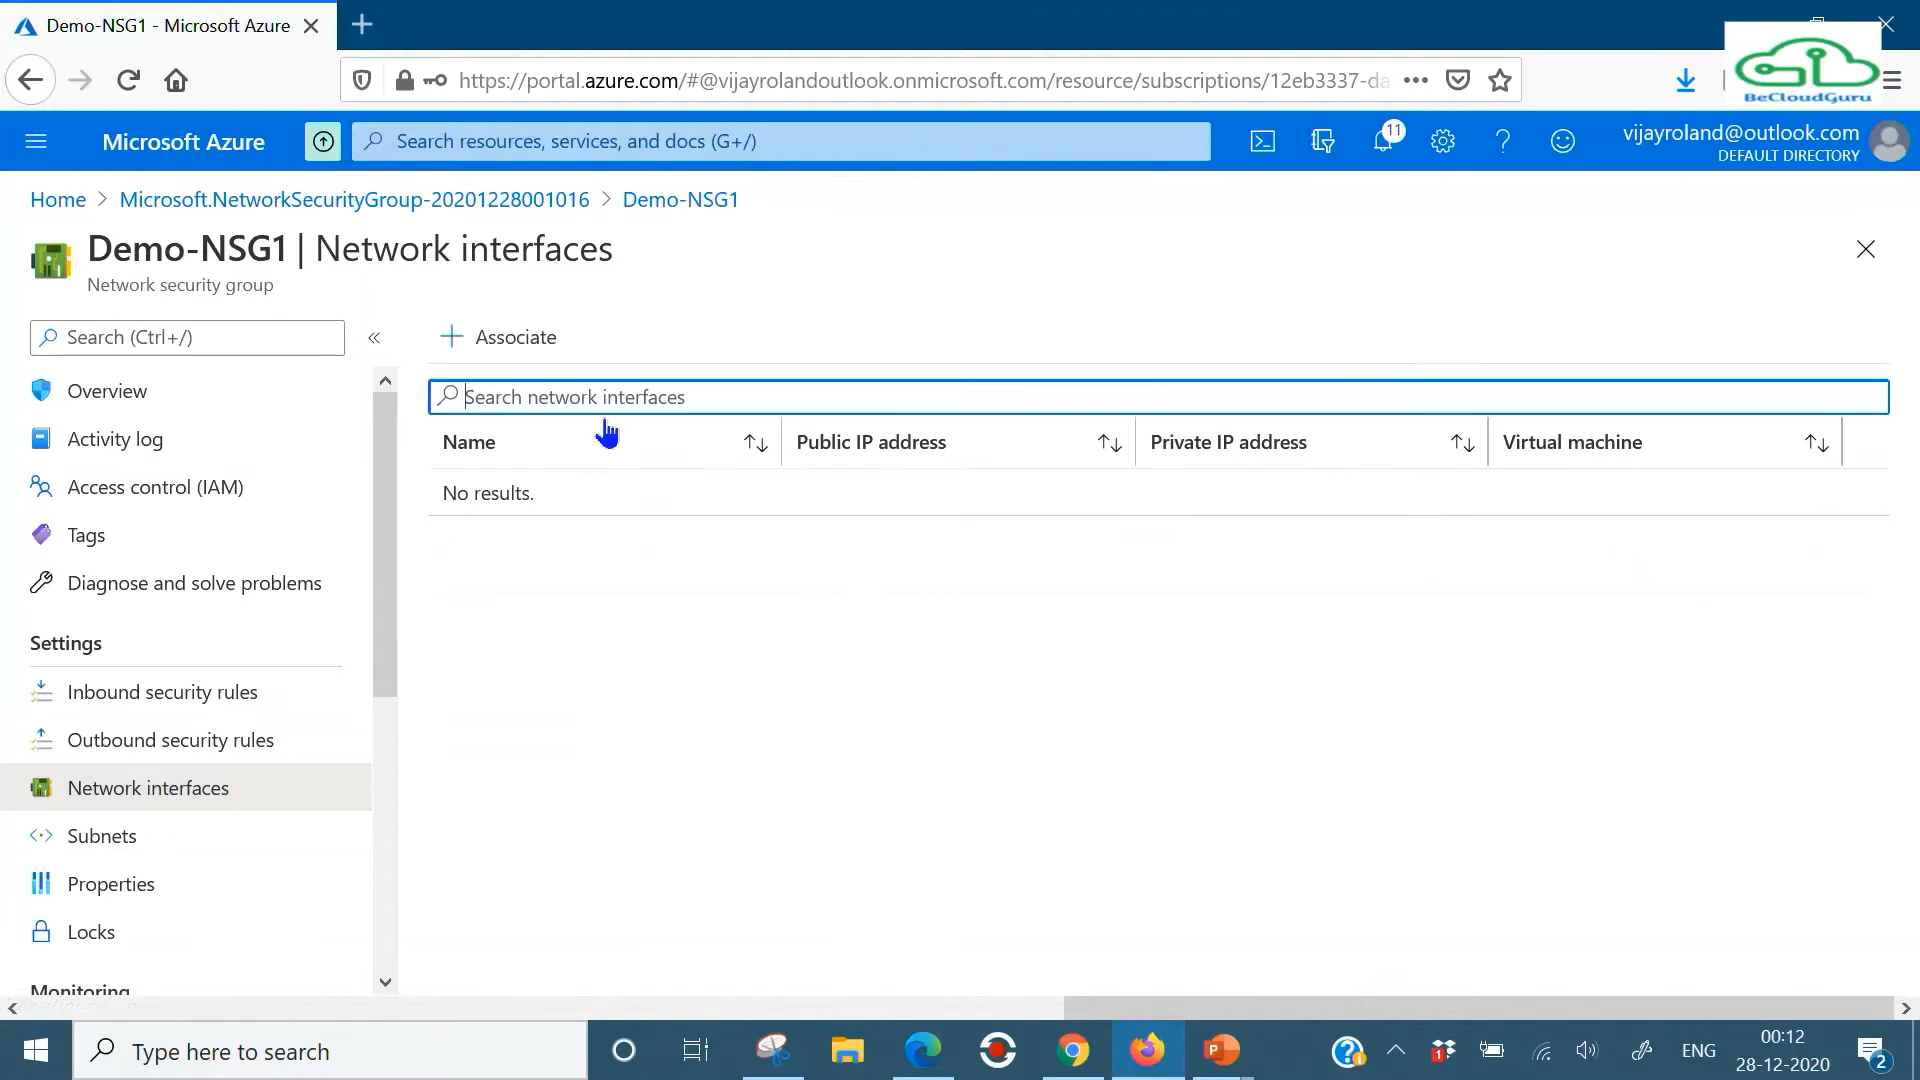 Demo-NSG1 - Microsoft Azure
https://portal.azure.com/#@vijayrolandoutlook.onmicrosoft.com/resource/subscriptions/12eb3337-da
BeCloudGuru
Microsoft Azure
Search resources, services, and docs (G+/)
11
vijayroland@outlook.com
DEFAULT DIRECTORY
Home > Microsoft.NetworkSecurityGroup-20201228001016 > Demo-NSG1
Demo-NSG1 | Network interfaces
Network security group
Search (Ctrl+/)
Overview
Activity log
Access control (IAM)
Tags
Diagnose and solve problems
Settings
Inbound security rules
Outbound security rules
Network interfaces
Subnets
Properties
Locks
Monitoring
Associate
Search network interfaces
Name Public IP address Private IP address Virtual machine
No results.
Type here to search
1
ENG
00:12
28-12-2020
2